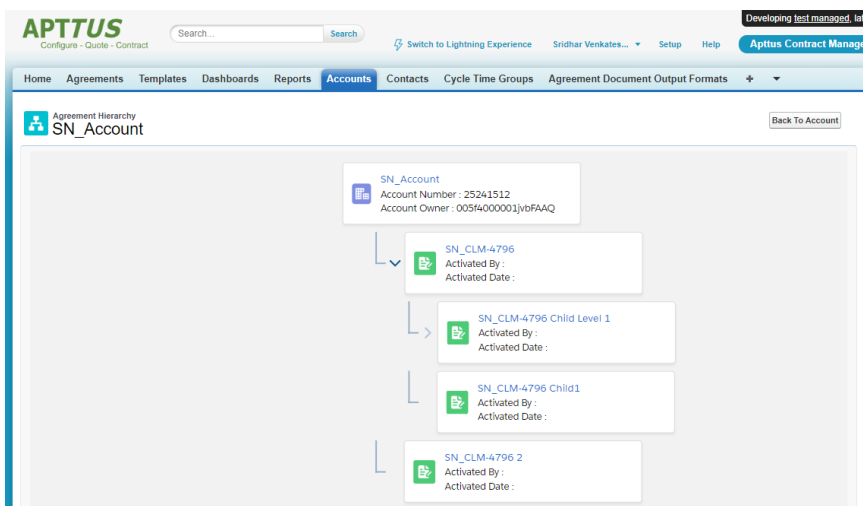 Developing test managed, la
APTTUS
Configure - Quote - Contract
Search...
Search
Switch to Lightning Experience
Sridhar Venkates...
Setup
Help
Apttus Contract Manage
Home Agreements Templates Dashboards Reports Accounts Contacts Cycle Time Groups Agreement Document Output Formats +
Agreement Hierarchy
SN_Account
Back To Account
SN_Account
Account Number : 25241512
Account Owner : 005f4000001jvbFAAQ
SN_CLM-4796
Activated By :
Activated Date :
SN_CLM-4796 Child Level 1
Activated By :
Activated Date :
SN_CLM-4796 Child1
Activated By :
Activated Date :
SN_CLM-4796 2
Activated By :
Activated Date :